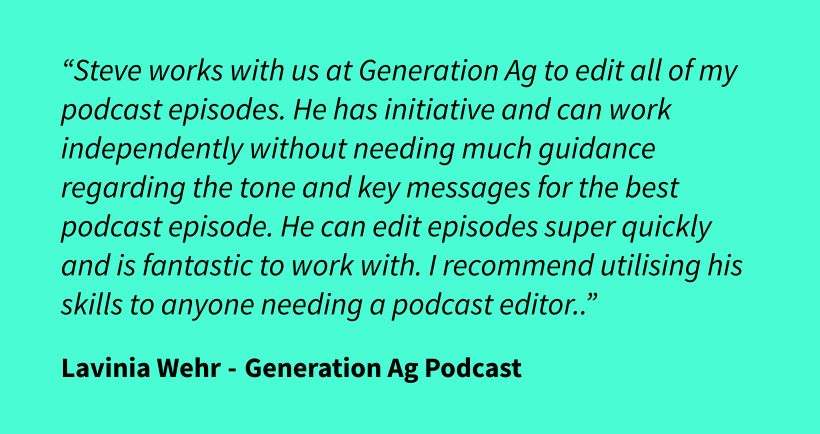 “Steve works with us at Generation Ag to edit all of my
podcast episodes. He has initiative and can work
independently without needing much guidance
regarding the tone and key messages for the best
podcast episode. He can edit episodes super quickly
and is fantastic to work with. I recommend utilising his
skills to anyone needing a podcast editor..”
Lavinia Wehr - Generation Ag Podcast